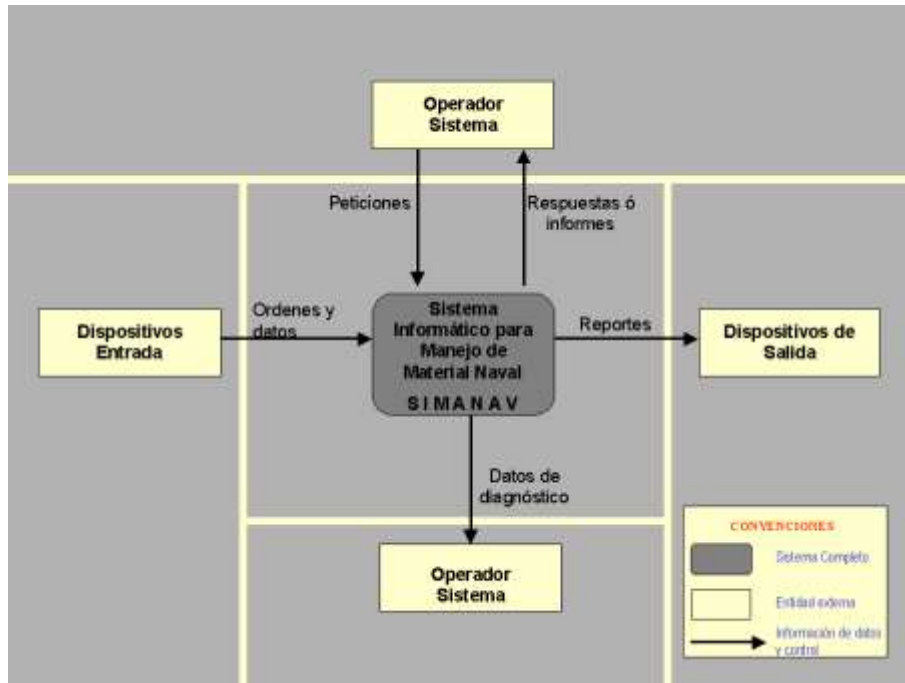 Operador
Sistema
Peticiones
Respuestas ó
informes
Ordenes y
datos
Dispositivos
Entrada
Sistema
Informático para
Manejo de
Material Naval
S I M A N A V
Reportes
Dispositivos de
Salida
Datos de
diagnóstico
Operador
Sistema
CONVENCIONES
Sistema Completo
Entidad externa
Información de datos
y control